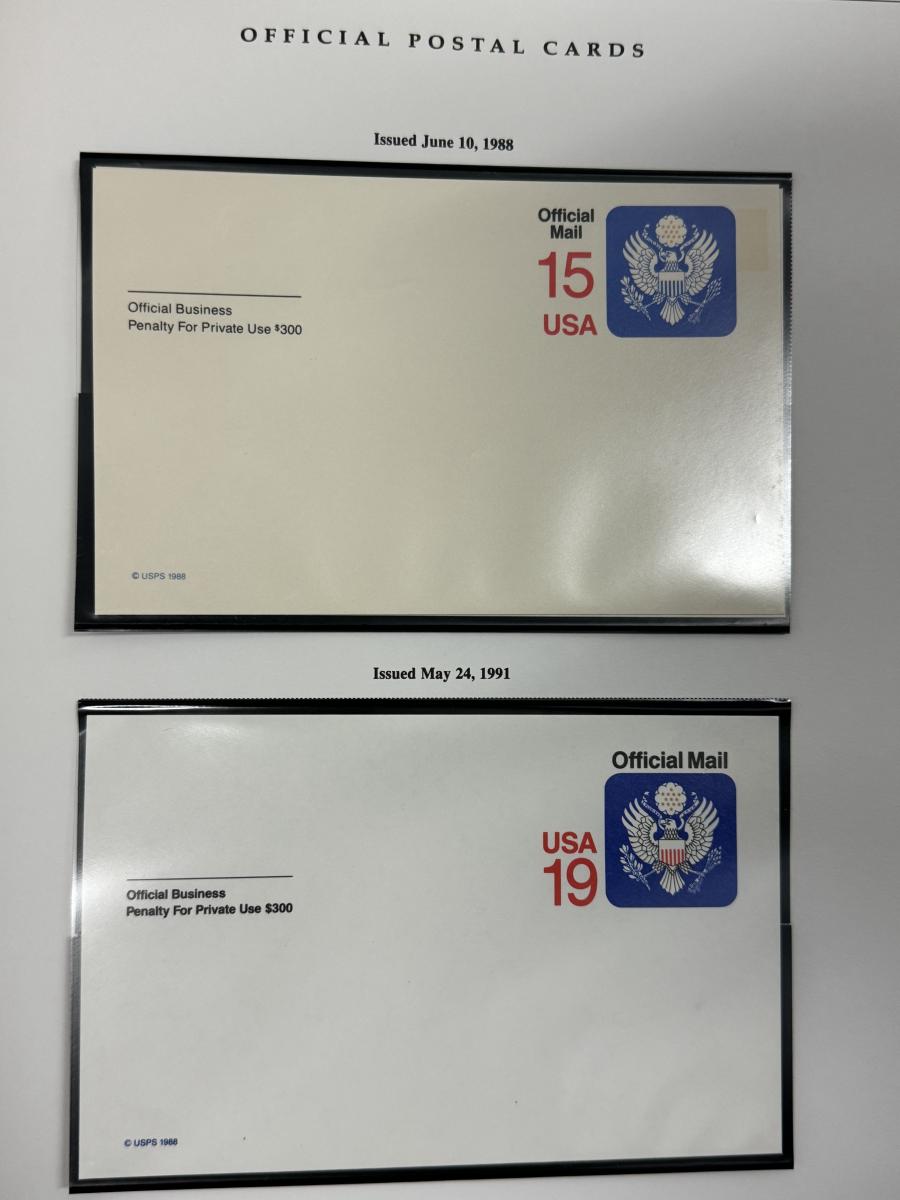 OFFICIAL POSTAL CARDS
Issued June 10, 1988
Official
Mail
15
USA
Official Business
Penalty For Private Use $300
© USPS 1988
Issued May 24, 1991
Official Mail
USA
19
Official Business
Penalty For Private Use $300
© USPS 1988